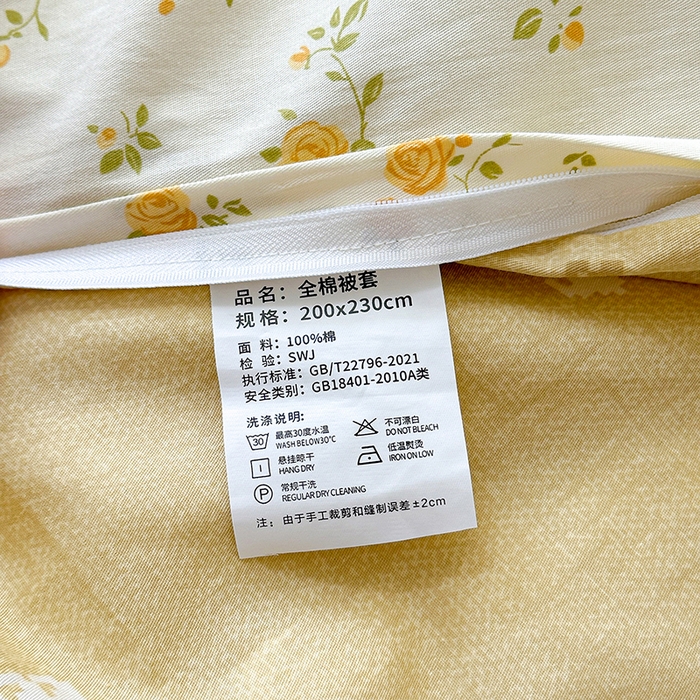 品名：全棉被套
规格：200x230cm
面料：100%棉
检验：SWJ
执行标准：GB/T22796-2021
安全类别：GB18401-2010A类
洗涤说明:
30 最高30度水温 不可漂白
WASH BELOW30℃ DO NOT BLEACH
悬挂晾干 低温熨烫
HANG DRY IRON ON LOW
P 常规干洗
REGULAR DRY CLEANING
注：由于手工裁剪和缝制误差±2cm